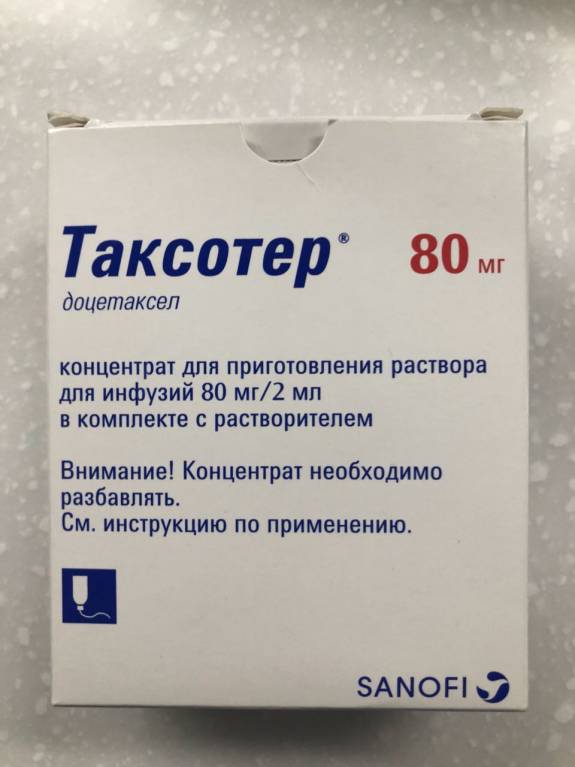 Таксотер® 80 мг
доцетаксел
концентрат для приготовления раствора
для инфузий 80 мг/2 мл
в комплекте с растворителем
Внимание! Концентрат необходимо
разбавлять.
См. инструкцию по применению.
SANOFI